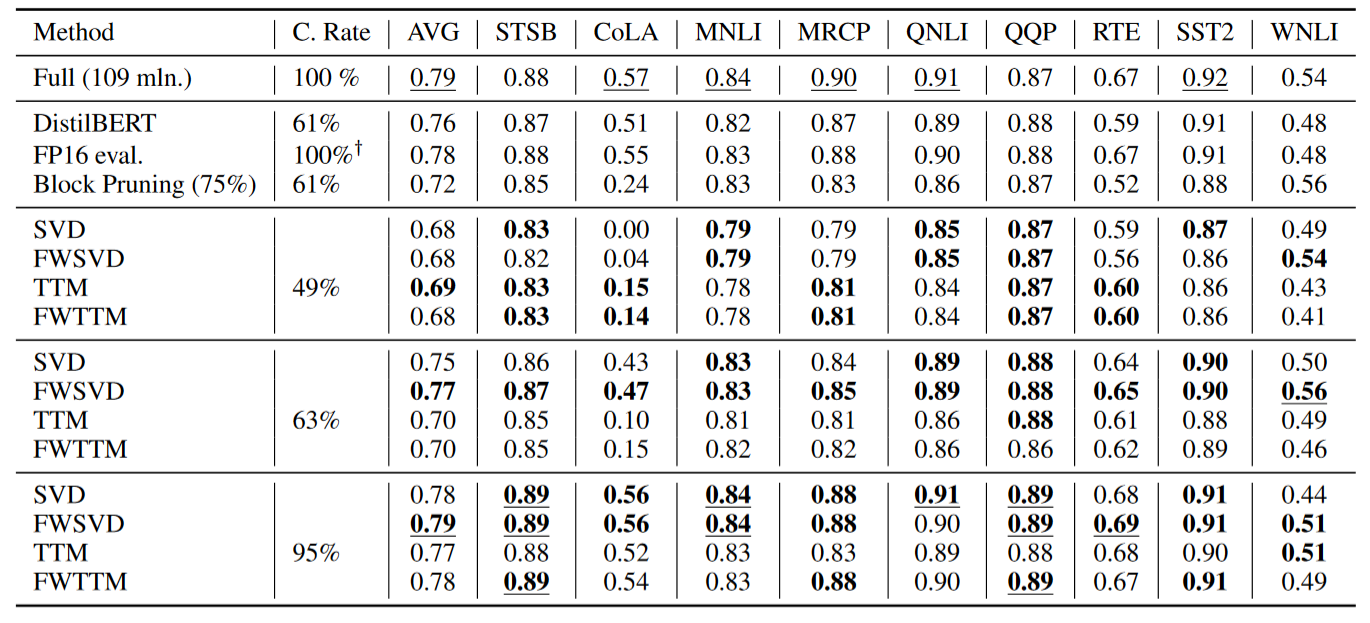 Method C. Rate AVG STSB CoLA MNLI MRCP QNLI QQP RTE SST2 WNLI
Full (109 mln.) 100 % 0.79 0.88 0.57 0.84 0.90 0.91 0.87 0.67 0.92 0.54
DistilBERT 61% 0.76 0.87 0.51 0.82 0.87 0.89 0.88 0.59 0.91 0.48
FP16 eval. 100%† 0.78 0.88 0.55 0.83 0.88 0.90 0.88 0.67 0.91 0.48
Block Pruning (75%) 61% 0.72 0.85 0.24 0.83 0.83 0.86 0.87 0.52 0.88 0.56
SVD 0.68 0.83 0.00 0.79 0.79 0.85 0.87 0.59 0.87 0.49
FWSVD 0.68 0.82 0.04 0.79 0.79 0.85 0.87 0.56 0.86 0.54
TTM 49% 0.69 0.83 0.15 0.78 0.81 0.84 0.87 0.60 0.86 0.43
FWTTM 0.68 0.83 0.14 0.78 0.81 0.84 0.87 0.60 0.86 0.41
SVD 0.75 0.86 0.43 0.83 0.84 0.89 0.88 0.64 0.90 0.50
FWSVD 0.77 0.87 0.47 0.83 0.85 0.89 0.88 0.65 0.90 0.56
TTM 63% 0.70 0.85 0.10 0.81 0.81 0.86 0.88 0.61 0.88 0.49
FWTTM 0.70 0.85 0.15 0.82 0.82 0.86 0.86 0.62 0.89 0.46
SVD 0.78 0.89 0.56 0.84 0.88 0.91 0.89 0.68 0.91 0.44
FWSVD 0.79 0.89 0.56 0.84 0.88 0.90 0.89 0.69 0.91 0.51
TTM 95% 0.77 0.88 0.52 0.83 0.83 0.89 0.88 0.68 0.90 0.51
FWTTM 0.78 0.89 0.54 0.83 0.88 0.90 0.89 0.67 0.91 0.49